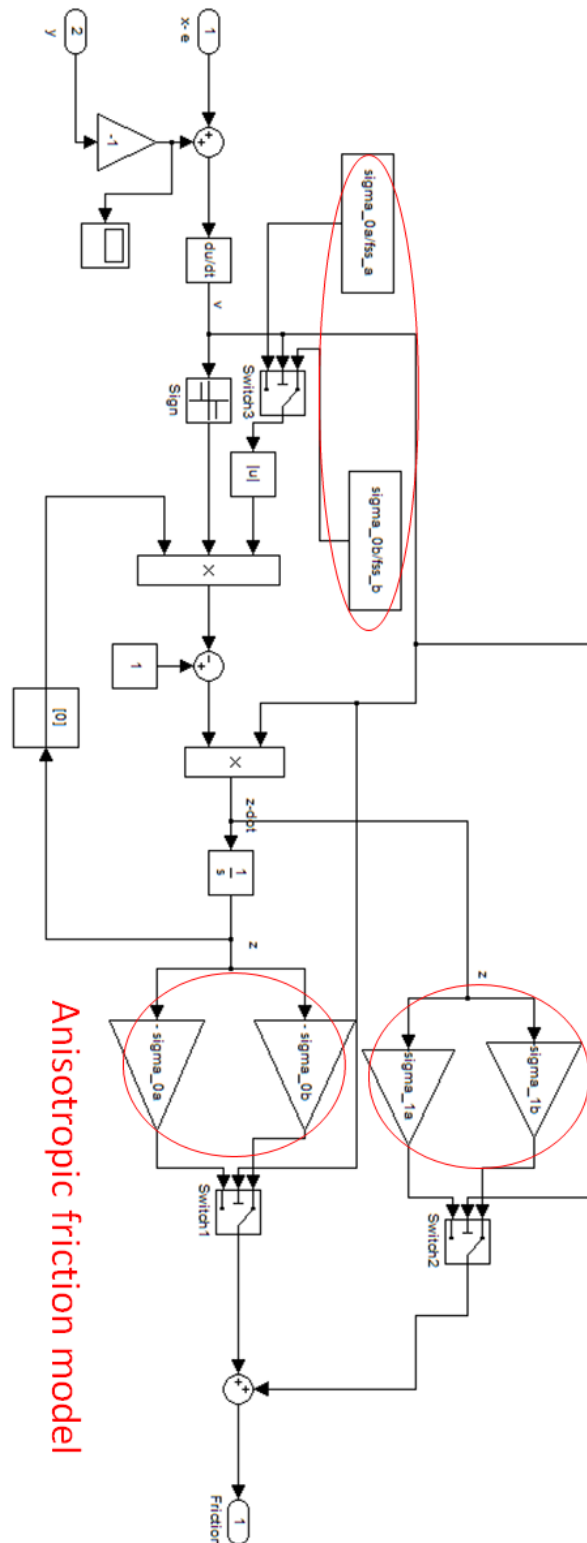 -sigma_1b
z
-sigma_1a
Switch2
sigma_0a/fss_a
sigma_0b/fss_b
- sigma_0b
z
Switch3
|u|
1
x- e
du/dt
v
Sign
×
×
z-dot
1
s
Switch1
1
Friction
- sigma_0a
1
-1
2
y
[0]
Anisotropic friction model